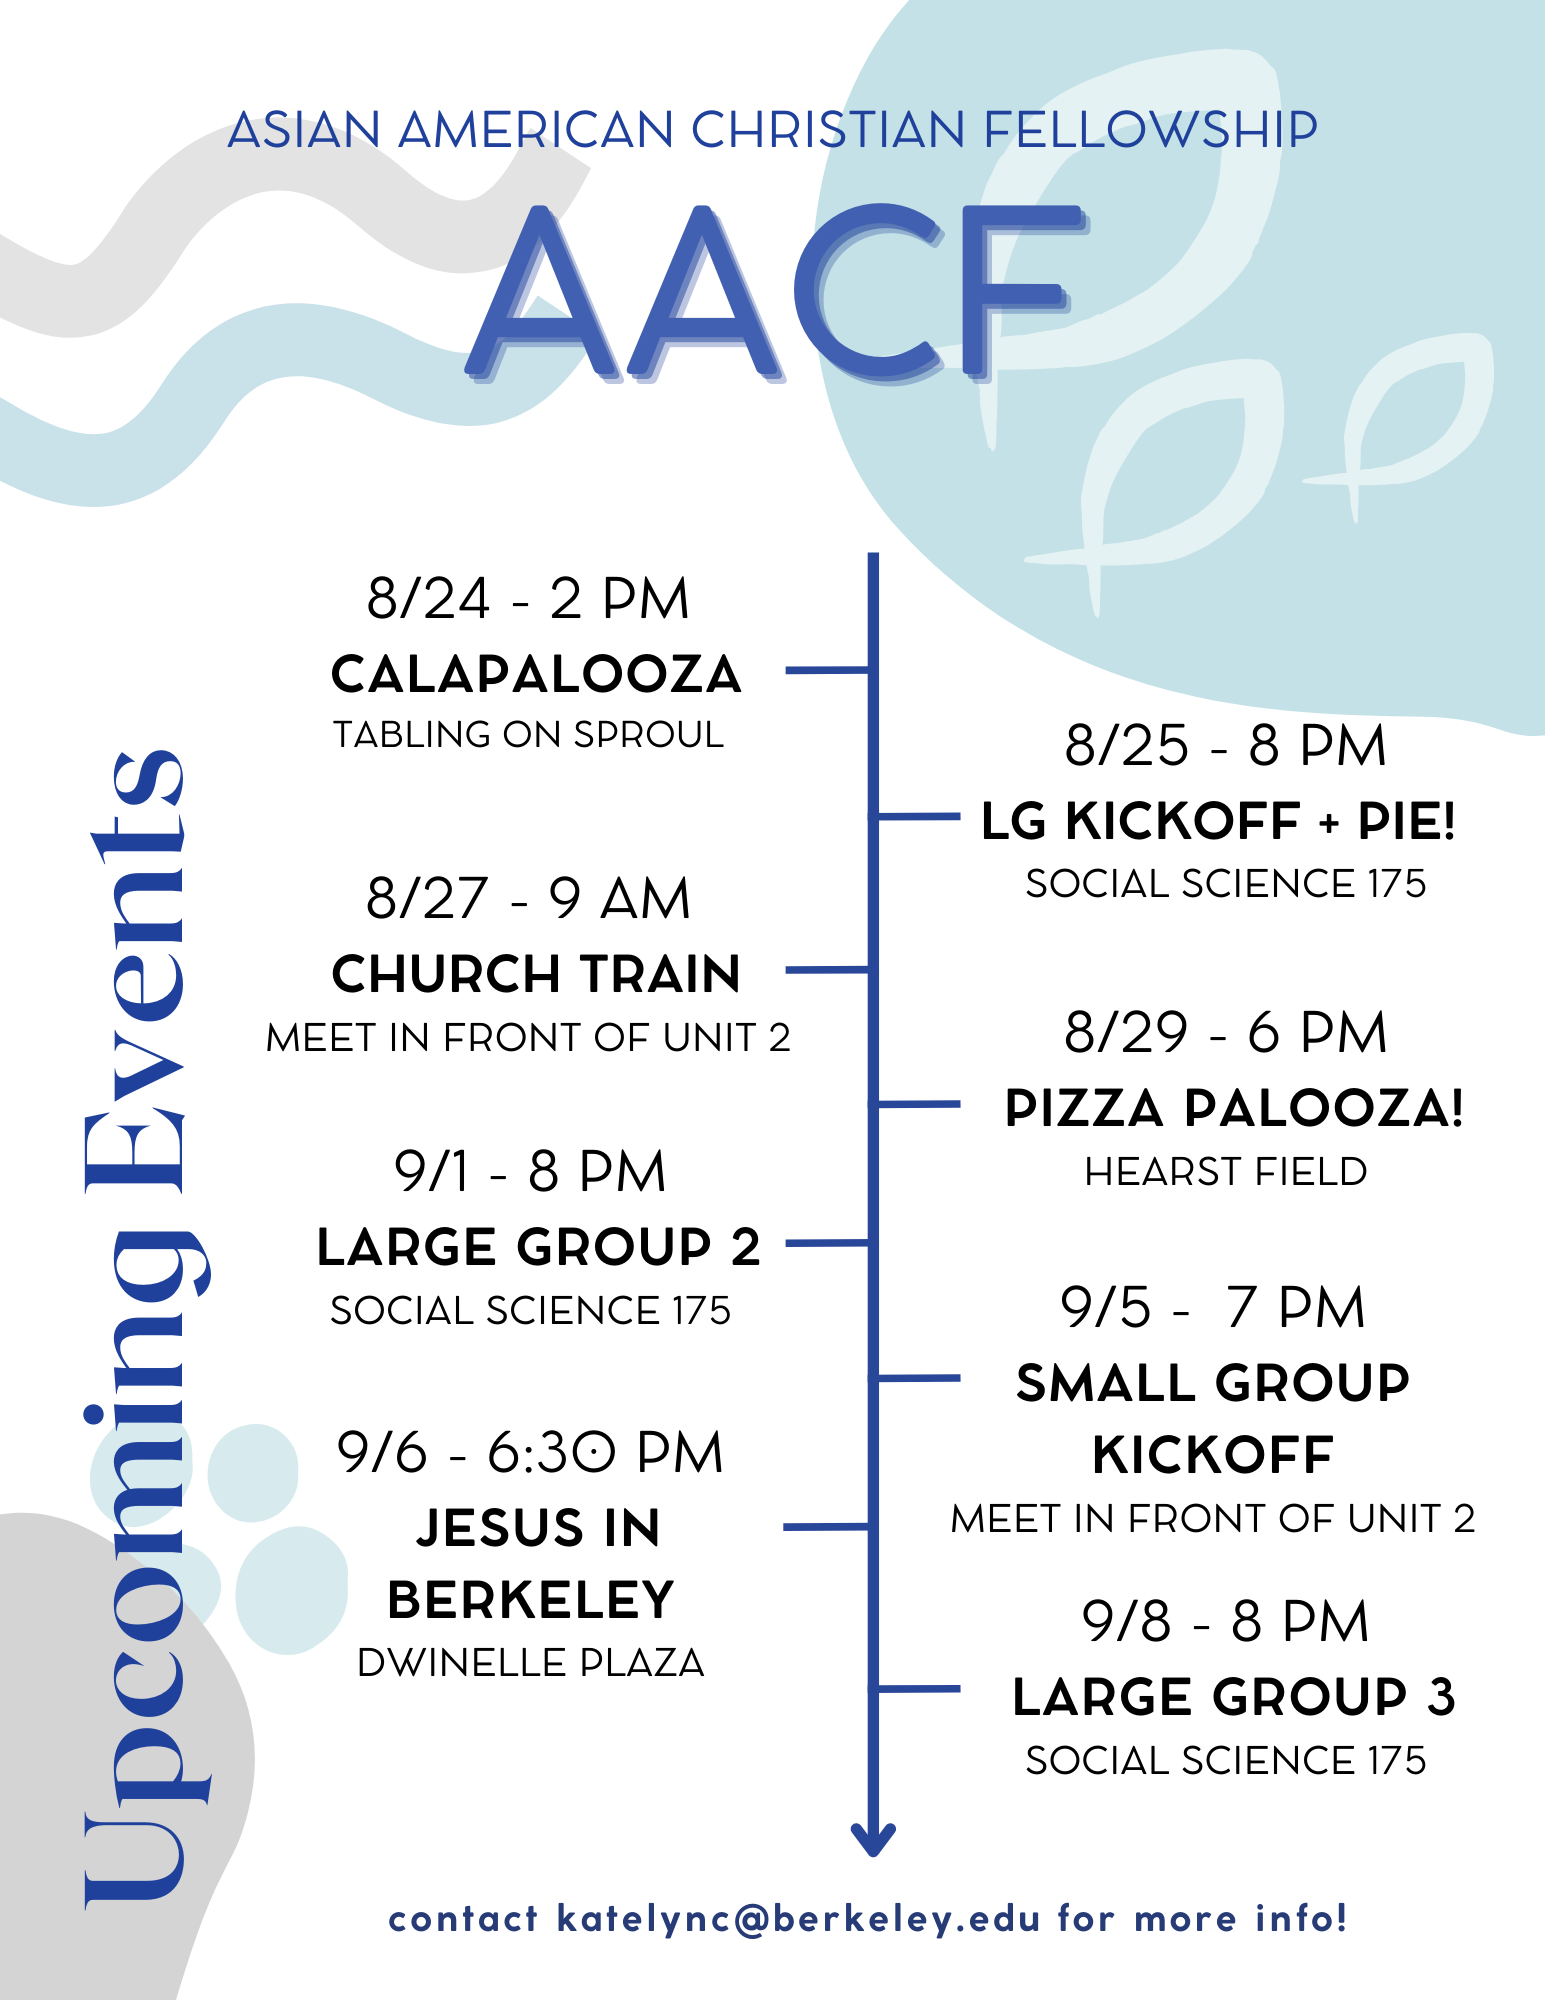 ASIAN AMERICAN CHRISTIAN FELLOWSHIP
AACF
Upcoming Events
8/24 - 2 PM
CALAPALOOZA
TABLING ON SPROUL
8/25 - 8 PM
LG KICKOFF + PIE!
SOCIAL SCIENCE 175
8/27 - 9 AM
CHURCH TRAIN
MEET IN FRONT OF UNIT 2
8/29 - 6 PM
PIZZA PALOOZA!
HEARST FIELD
9/1 - 8 PM
LARGE GROUP 2
SOCIAL SCIENCE 175
9/5 - 7 PM
SMALL GROUP
KICKOFF
MEET IN FRONT OF UNIT 2
9/6 - 6:30 PM
JESUS IN
BERKELEY
DWINELLE PLAZA
9/8 - 8 PM
LARGE GROUP 3
SOCIAL SCIENCE 175
contact katelync@berkeley.edu for more info!